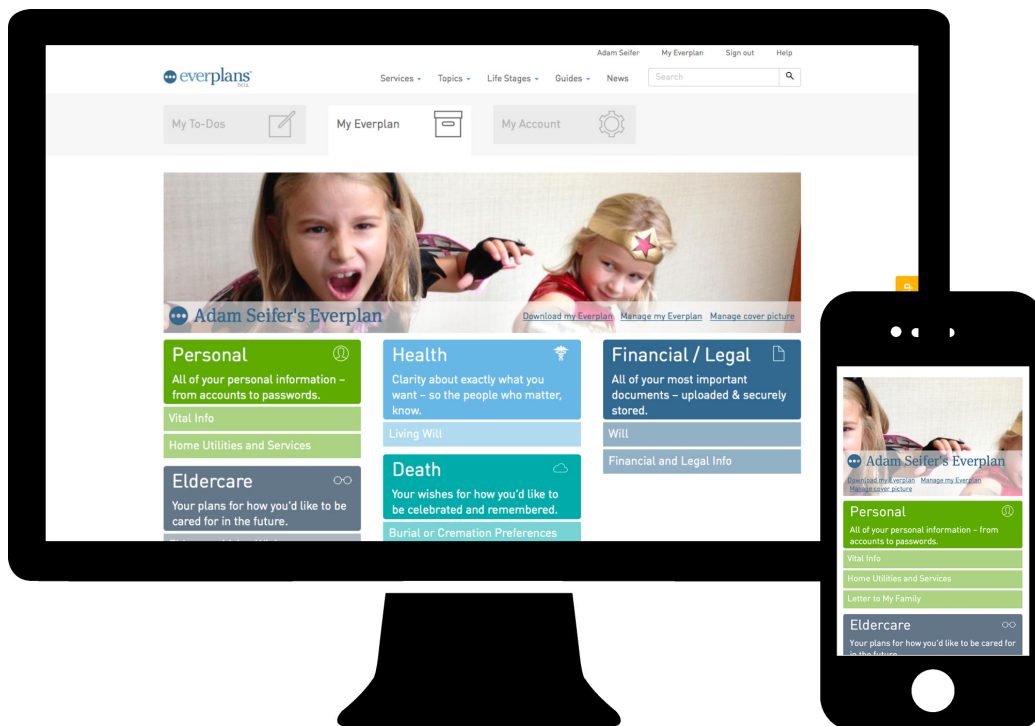 Adam Seifer My Everplan Sign out Help
everplans
beta
Services Topics Life Stages Guides News Search
My To-Dos My Everplan My Account
Adam Seifer's Everplan
Download my Everplan Manage my Everplan Manage cover picture
Personal
All of your personal information –
from accounts to passwords.
Vital Info
Home Utilities and Services
Eldercare
Your plans for how you'd like to be
cared for in the future.
Health
Clarity about exactly what you
want – so the people who matter,
know.
Living Will
Death
Your wishes for how you'd like to
be celebrated and remembered.
Burial or Cremation Preferences
Financial / Legal
All of your most important
documents – uploaded & securely
stored.
Will
Financial and Legal Info
Adam Seifer's Everplan
Download my Everplan Manage my Everplan
Manage cover picture
Personal
All of your personal information – from
accounts to passwords.
Vital Info
Home Utilities and Services
Letter to My Family
Eldercare
Your plans for how you'd like to be cared for
in the future.